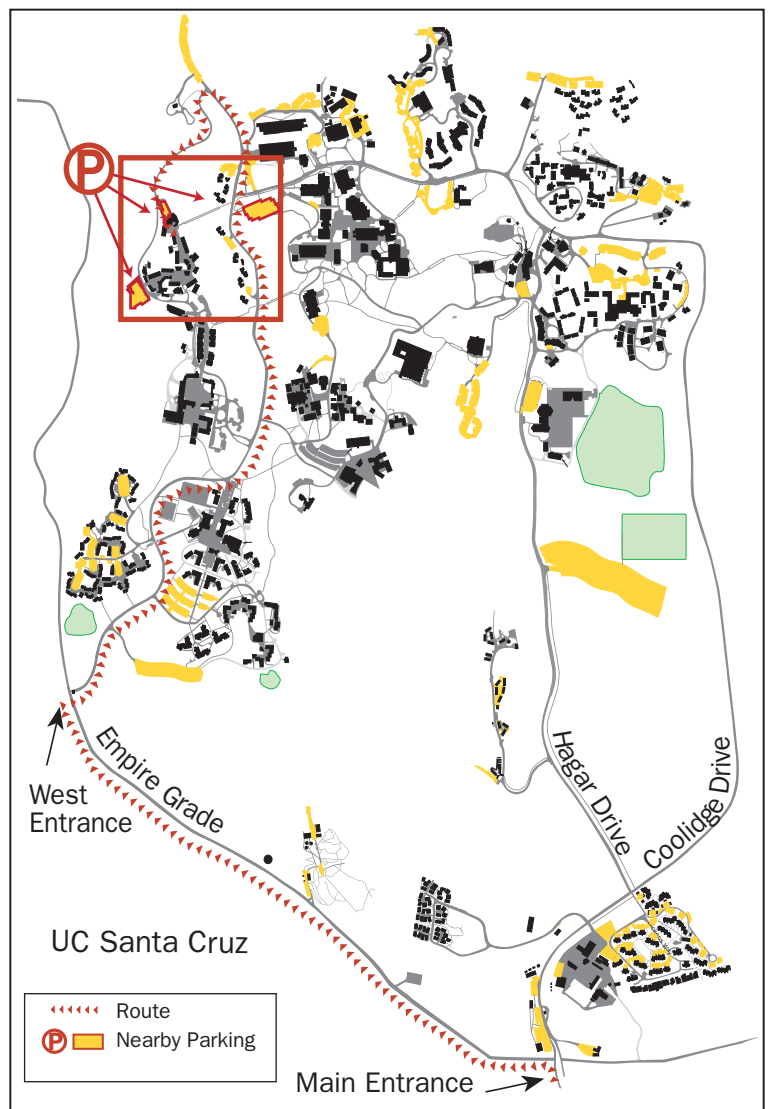 P
West
Entrance
Empire Grade
Hagar Drive
Coolidge Drive
UC Santa Cruz
Route
P Nearby Parking
Main Entrance